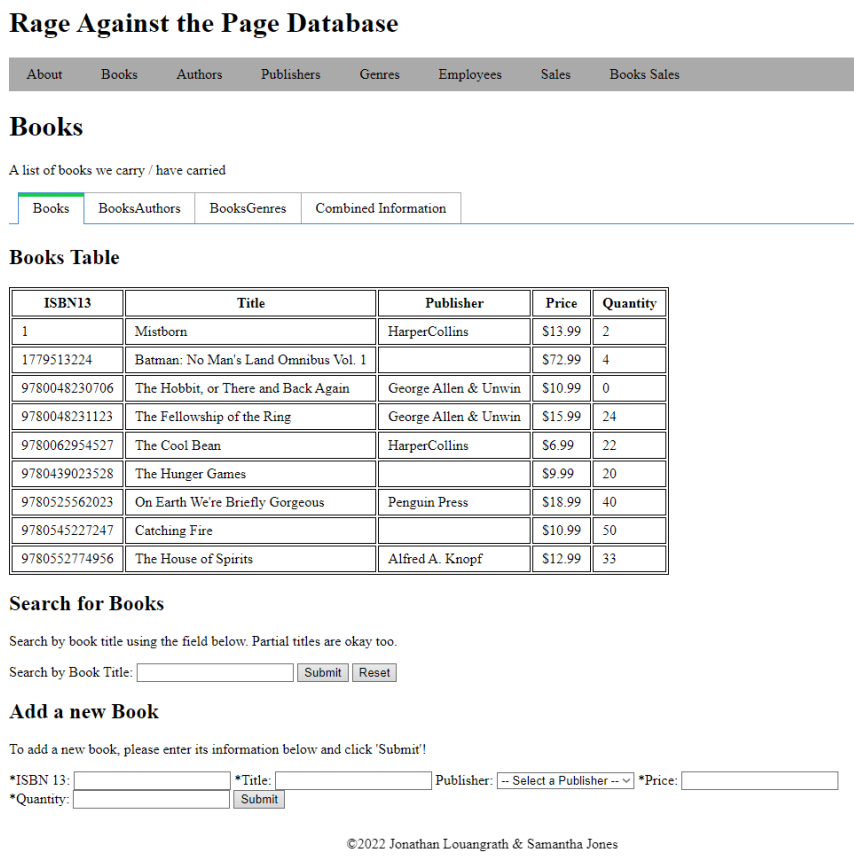 Rage Against the Page Database
About Books Authors Publishers Genres Employees Sales Books Sales
Books
A list of books we carry / have carried
Books BooksAuthors BooksGenres Combined Information
Books Table
ISBN13 Title Publisher Price Quantity
1 Mistborn HarperCollins $13.99 2
1779513224 Batman: No Man's Land Omnibus Vol. 1 $72.99 4
9780048230706 The Hobbit, or There and Back Again George Allen & Unwin $10.99 0
9780048231123 The Fellowship of the Ring George Allen & Unwin $15.99 24
9780062954527 The Cool Bean HarperCollins $6.99 22
9780439023528 The Hunger Games $9.99 20
9780525562023 On Earth We're Briefly Gorgeous Penguin Press $18.99 40
9780545227247 Catching Fire $10.99 50
9780552774956 The House of Spirits Alfred A. Knopf $12.99 33
Search for Books
Search by book title using the field below. Partial titles are okay too.
Search by Book Title: Submit Reset
Add a new Book
To add a new book, please enter its information below and click 'Submit'!
*ISBN 13: *Title: Publisher: -- Select a Publisher -- *Price:
*Quantity: Submit
©2022 Jonathan Louangrath & Samantha Jones